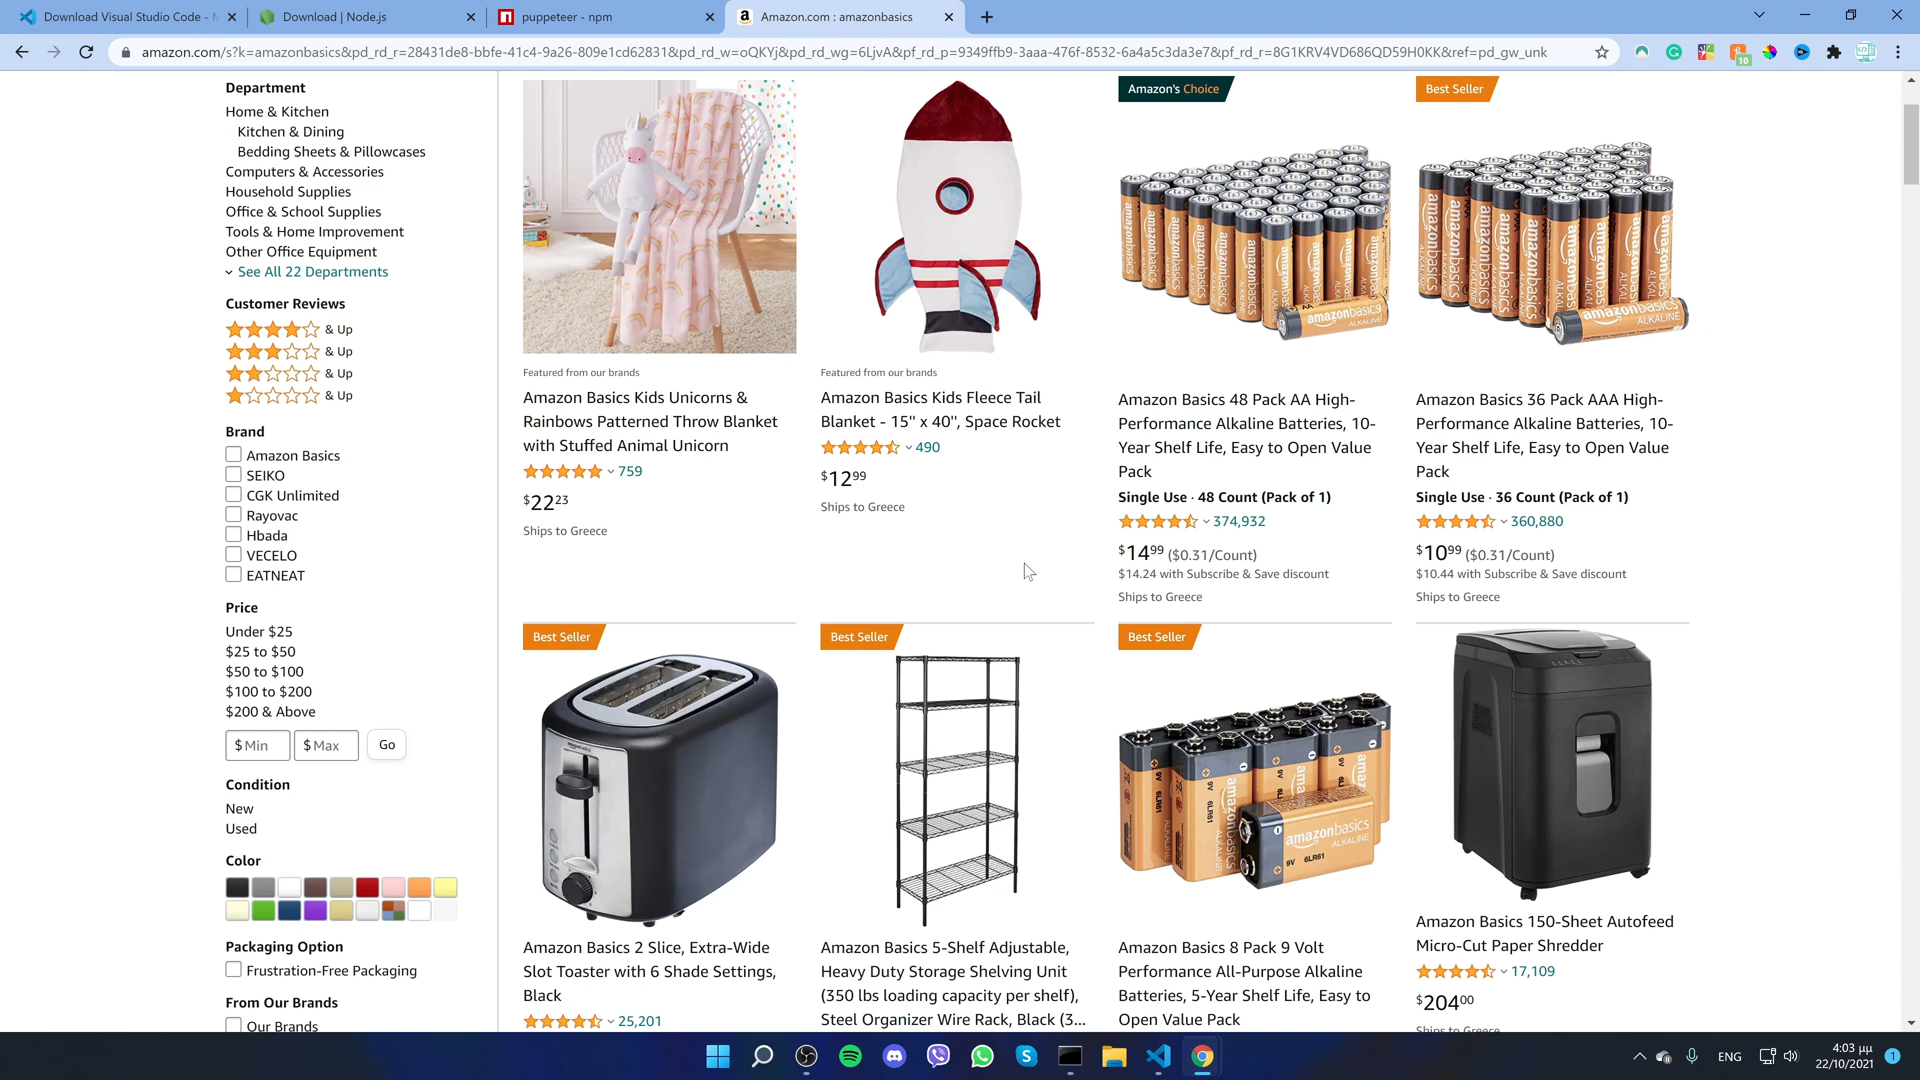 Download Visual Studio Code -
Download | Node.js
puppeteer - npm
Amazon.com : amazonbasics
amazon.com/s?k=amazonbasics&pd_rd_r=28431de8-bbfe-41c4-9a26-809e1cd62831&pd_rd_w=oQKYj&pd_rd_wg=6LjvA&pf_rd_p=9349ffb9-3aaa-476f-8532-6a4a5c3da3e7&pf_rd_r=8G1KRV4VD686QD59H0KK&ref=pd_gw_unk
10
Department
Home & Kitchen
Kitchen & Dining
Bedding Sheets & Pillowcases
Computers & Accessories
Household Supplies
Office & School Supplies
Tools & Home Improvement
Other Office Equipment
See All 22 Departments
Customer Reviews
& Up
& Up
& Up
& Up
Brand
Amazon Basics
SEIKO
CGK Unlimited
Rayovac
Hbada
VECELO
EATNEAT
Price
Under $25
$25 to $50
$50 to $100
$100 to $200
$200 & Above
$ Min $ Max Go
Condition
New
Used
Color
Packaging Option
Frustration-Free Packaging
From Our Brands
Our Brands
Featured from our brands
Amazon Basics Kids Unicorns &
Rainbows Patterned Throw Blanket
with Stuffed Animal Unicorn
759
$22 23
Ships to Greece
Featured from our brands
Amazon Basics Kids Fleece Tail
Blanket - 15" x 40", Space Rocket
490
$12 99
Ships to Greece
Amazon's Choice
amazonbasics
ALKALINE
Amazon Basics 48 Pack AA High-
Performance Alkaline Batteries, 10-
Year Shelf Life, Easy to Open Value
Pack
Single Use · 48 Count (Pack of 1)
374,932
$14 99 ($0.31/Count)
$14.24 with Subscribe & Save discount
Ships to Greece
Best Seller
amazonbasics
ALKALINE
Amazon Basics 36 Pack AAA High-
Performance Alkaline Batteries, 10-
Year Shelf Life, Easy to Open Value
Pack
Single Use · 36 Count (Pack of 1)
360,880
$10 99 ($0.31/Count)
$10.44 with Subscribe & Save discount
Ships to Greece
Best Seller
Amazon Basics 2 Slice, Extra-Wide
Slot Toaster with 6 Shade Settings,
Black
25,201
Best Seller
Amazon Basics 5-Shelf Adjustable,
Heavy Duty Storage Shelving Unit
(350 lbs loading capacity per shelf),
Steel Organizer Wire Rack, Black (3...
Best Seller
amazonbasics
ALKALINE
9V 6LR61
Amazon Basics 8 Pack 9 Volt
Performance All-Purpose Alkaline
Batteries, 5-Year Shelf Life, Easy to
Open Value Pack
Amazon Basics 150-Sheet Autofeed
Micro-Cut Paper Shredder
17,109
$204 00
Ships to Greece
ENG
4:03 μμ
22/10/2021
1